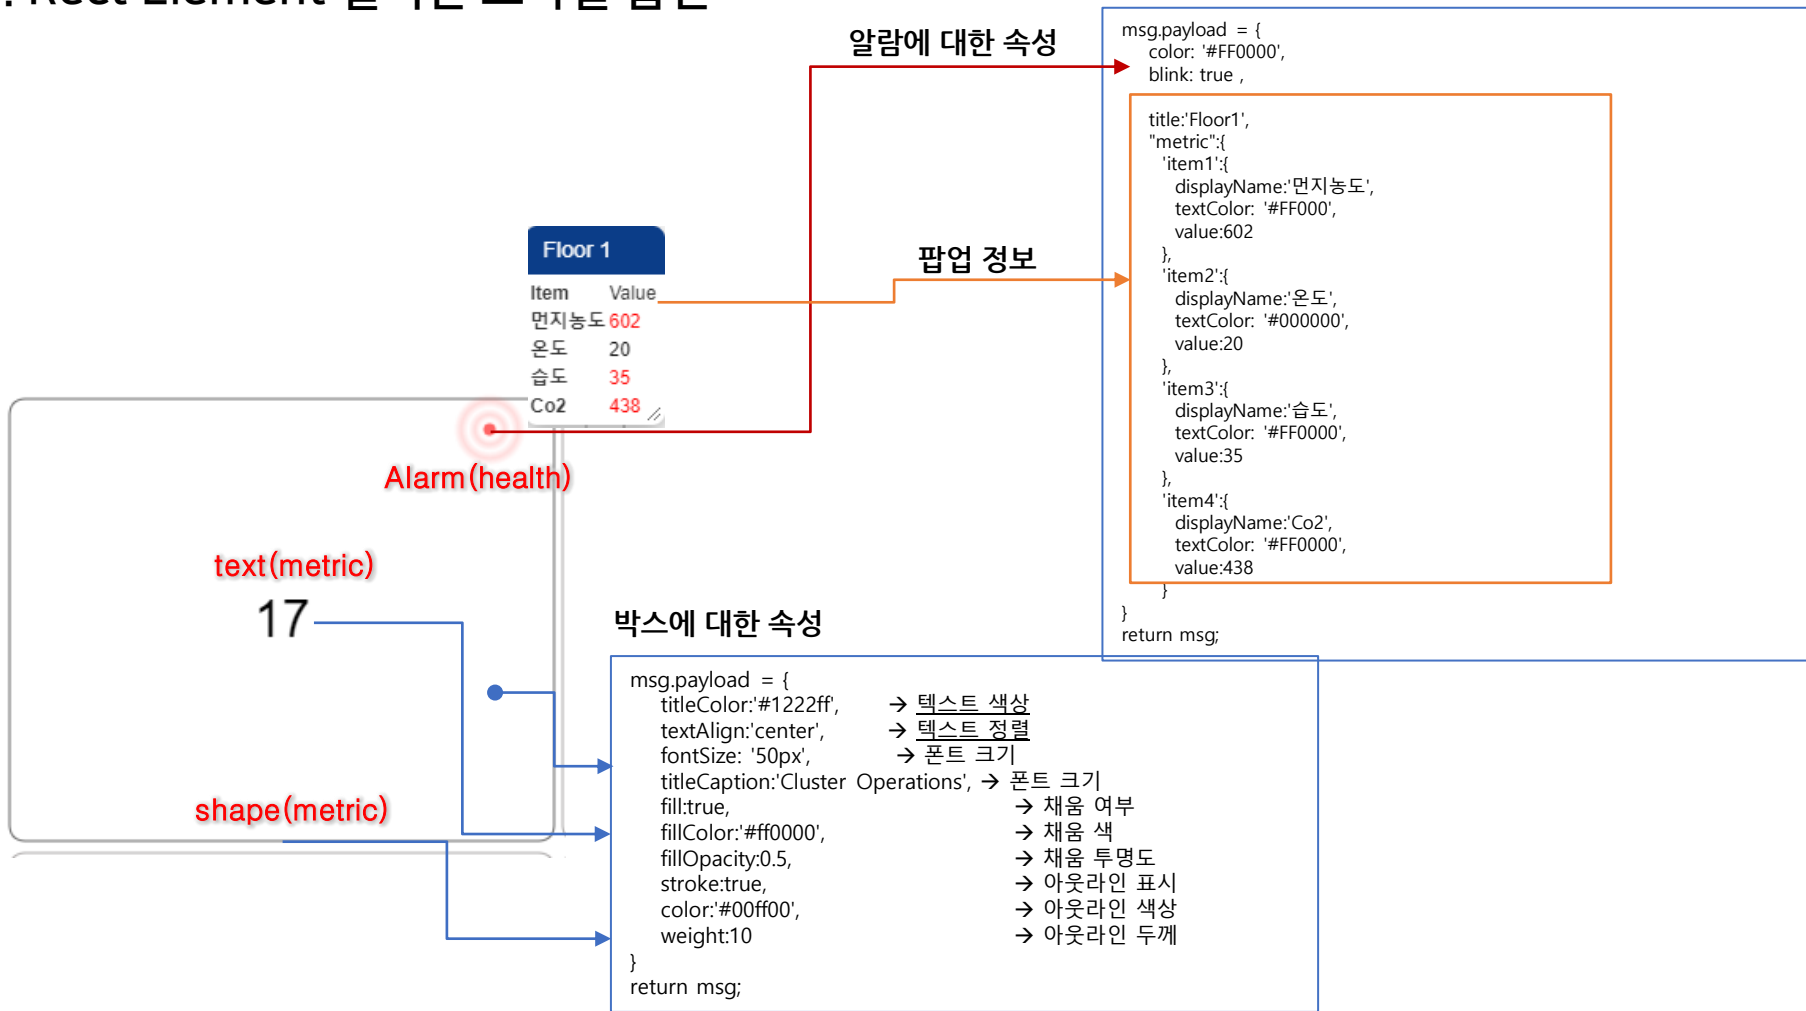 Rect Element
알람에 대한 속성
msg.payload = {
color: '#FF0000',
blink: true ,
title:'Floor1',
"metric":{
'item1':{
displayName:'먼지농도',
textColor: '#FF000',
value:602
},
'item2':{
displayName:'온도',
textColor: '#000000',
value:20
},
'item3':{
displayName:'습도',
textColor: '#FF0000',
value:35
},
'item4':{
displayName:'Co2',
textColor: '#FF0000',
value:438
}
}
return msg;
팝업 정보
Floor 1
Item Value
먼지농도 602
온도 20
습도 35
Co2 438
Alarm(health)
text(metric)
17
shape(metric)
박스에 대한 속성
msg.payload = {
titleColor:'#1222ff', → 텍스트 색상
textAlign:'center', → 텍스트 정렬
fontSize: '50px', → 폰트 크기
titleCaption:'Cluster Operations', → 폰트 크기
fill:true, → 채움 여부
fillColor:'#ff0000', → 채움 색
fillOpacity:0.5, → 채움 투명도
stroke:true, → 아웃라인 표시
color:'#00ff00', → 아웃라인 색상
weight:10 → 아웃라인 두께
}
return msg;